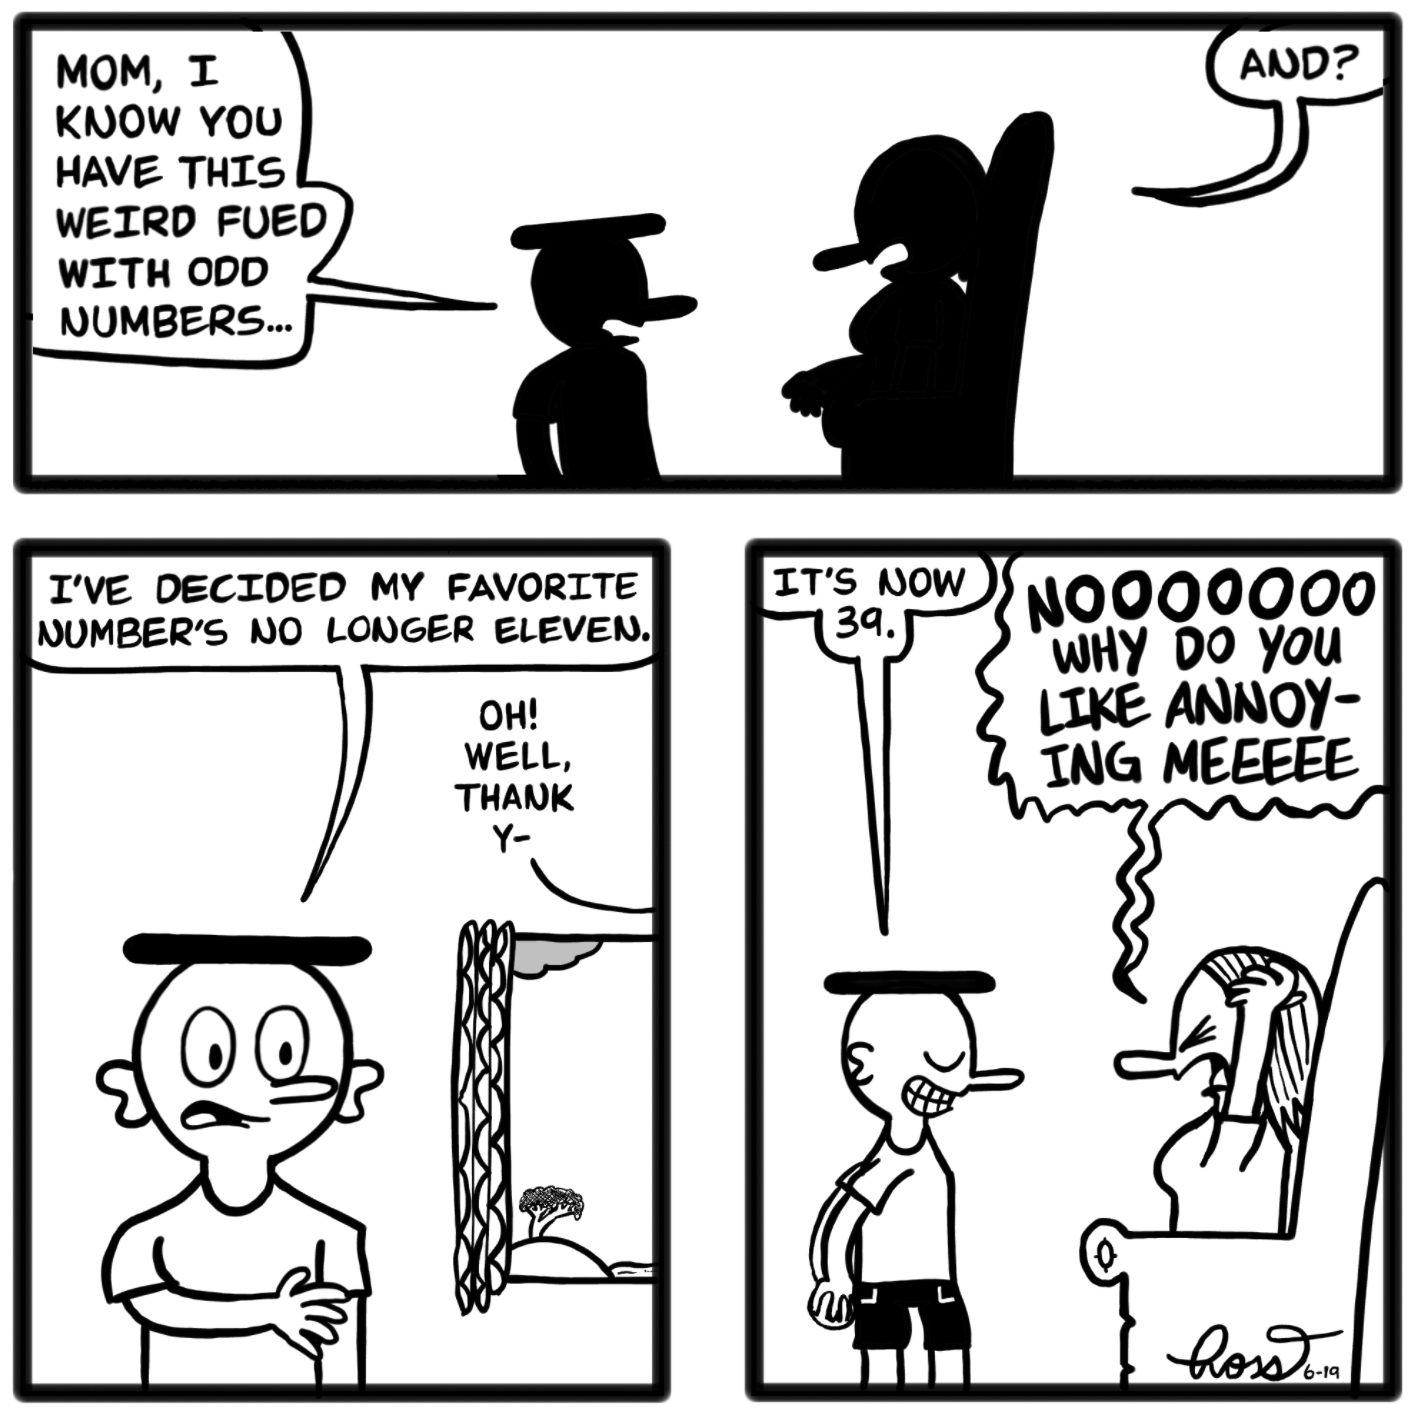 MOM, I
KNOW YOU
HAVE THIS
WEIRD FUED
WITH ODD
NUMBERS...
AND?
I'VE DECIDED MY FAVORITE
NUMBER'S NO LONGER ELEVEN.
OH!
WELL,
THANK
Y-
IT'S NOW
39.
NOOOOOOO
WHY DO YOU
LIKE ANNOY-
ING MEEEEE
Hoss 6-19